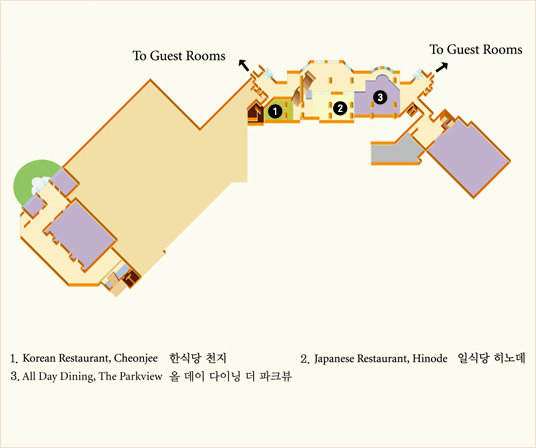 To Guest Rooms
To Guest Rooms
1
2
3
1. Korean Restaurant, Cheonjee 한식당 천지
2. Japanese Restaurant, Hinode 일식당 히노데
3. All Day Dining, The Parkview 올 데이 다이닝 더 파크뷰